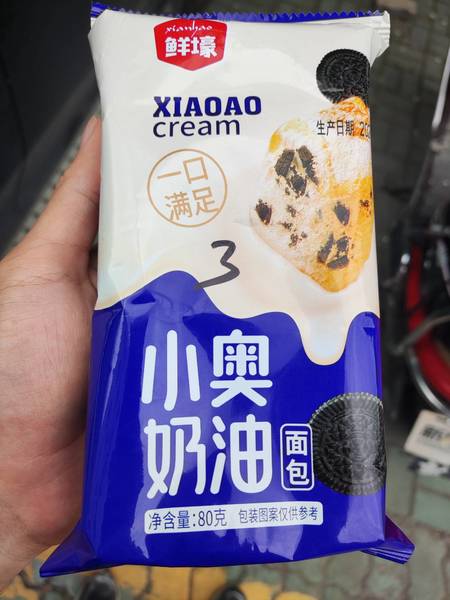 xianhao
鲜壕
XIAOAO
cream
生产日期
一口
满足
3
小奥
奶油
面包
净含量:80克 包装图案仅供参考